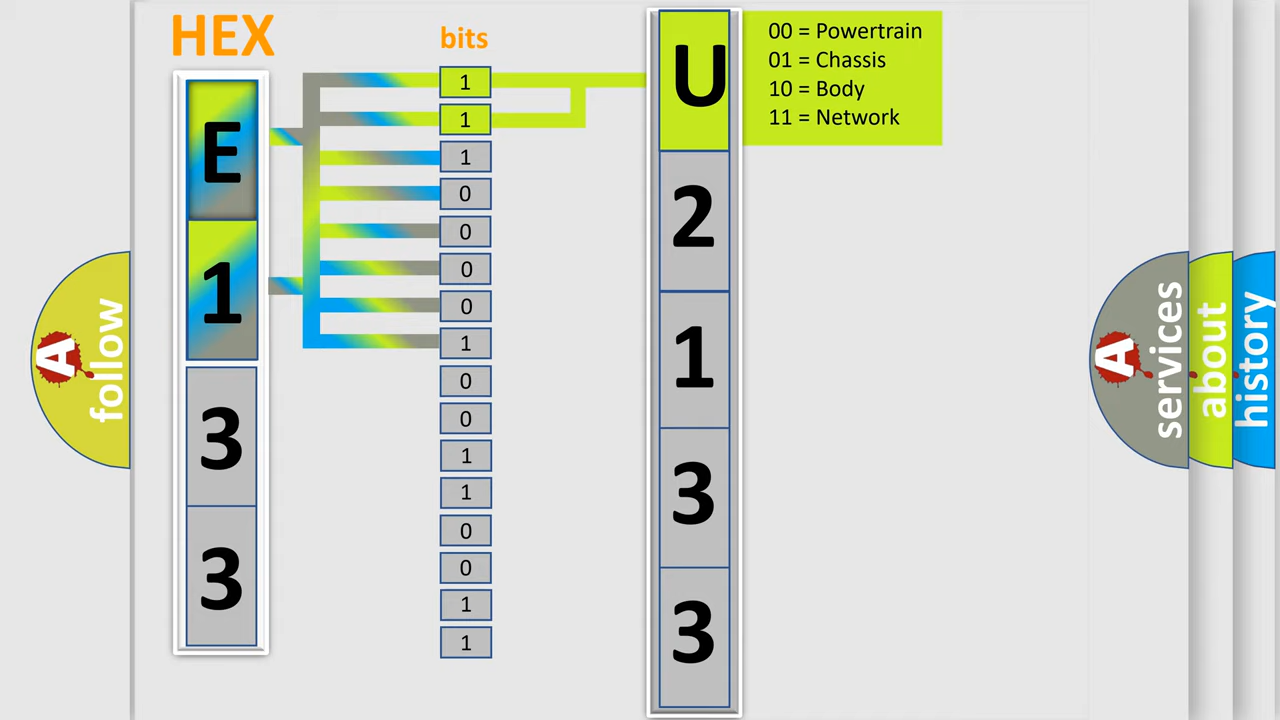 HEX
bits
E
1
3
3
1
1
1
0
0
0
0
1
0
0
1
1
0
0
1
1
U
2
1
3
3
00 = Powertrain
01 = Chassis
10 = Body
11 = Network
A
follow
A
services
about
history